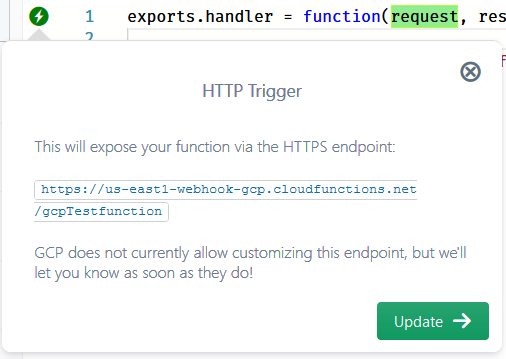 1 exports.handler = function(request, res
2
HTTP Trigger
This will expose your function via the HTTPS endpoint:
https://us-east1-webhook-gcp.cloudfunctions.net
/gcpTestfunction
GCP does not currently allow customizing this endpoint, but we'll
let you know as soon as they do!
Update